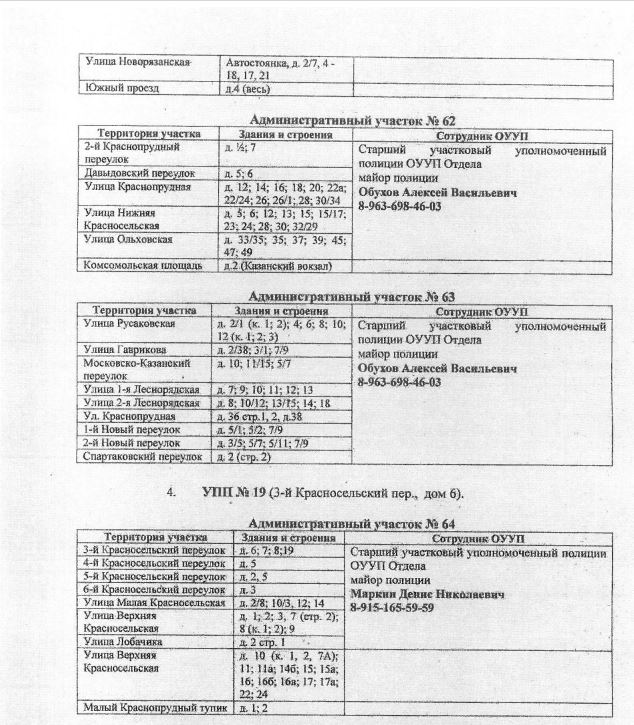 Улица Новорязанская Автостоянка, д. 2/7, 4 -
18, 17, 21
Южный проезд д.4 (весь)
Административный участок № 62
Территория участка Здания и строения Сотрудник ОУУП
2-й Краснопрудный
переулок
д. ½; 7
Давыдовский переулок д. 5; 6
Улица Краснопрудная д. 12; 14; 16; 18; 20; 22а;
22/24; 26; 26/1; 28; 30/34
Улица Нижняя
Красносельская
д. 5; 6; 12; 13; 15; 15/17;
23; 24; 28; 30; 32/29
Улица Ольховская д. 33/35; 35; 37; 39; 45;
47; 49
Комсомольская площадь д.2 (Казанский вокзал)
Старший участковый уполномоченный
полиции ОУУП Отдела
майор полиции
Обухов Алексей Васильевич
8-963-698-46-03
Административный участок № 63
Территория участка Здания и строения Сотрудник ОУУП
Улица Русаковская д. 2/1 (к. 1; 2); 4; 6; 8; 10;
12 (к. 1; 2; 3)
Улица Гаврикова д. 2/38; 3/1; 7/9
Московско-Казанский
переулок
д. 10; 11/15; 5/7
Улица 1-я Леснорядская д. 7; 9; 10; 11; 12; 13
Улица 2-я Леснорядская д. 8; 10/12; 13/15; 14; 18
Ул. Краснопрудная д. 36 стр.1, 2, д.38
1-й Новый переулок д. 5/1; 5/2; 7/9
2-й Новый переулок д. 3/5; 5/7; 5/11; 7/9
Спартаковский переулок д. 2 (стр. 2)
Старший участковый уполномоченный
полиции ОУУП Отдела
майор полиции
Обухов Алексей Васильевич
8-963-698-46-03
4. УПП № 19 (3-й Красносельский пер., дом 6).
Административный участок № 64
Территория участка Здания и строения Сотрудник ОУУП
3-й Красносельский переулок д. 6; 7; 8;19
4-й Красносельский переулок д. 5
5-й Красносельский переулок д. 2, 5
6-й Красносельский переулок д. 3
Улица Малая Красносельская д. 2/8; 10/3, 12; 14
Улица Верхняя
Красносельская
д. 1; 2; 3, 7 (стр. 2);
8 (к. 1; 2); 9
Улица Лобачика д. 2 стр. 1
Улица Верхняя
Красносельская
д. 10 (к. 1, 2, 7А);
11; 11а; 14б; 15; 15а;
16; 16б; 16а; 17; 17а;
22; 24
Малый Краснопрудный тупик д. 1; 2
Старший участковый уполномоченный полиции
ОУУП Отдела
майор полиции
Маркин Денис Николаевич
8-915-165-59-59